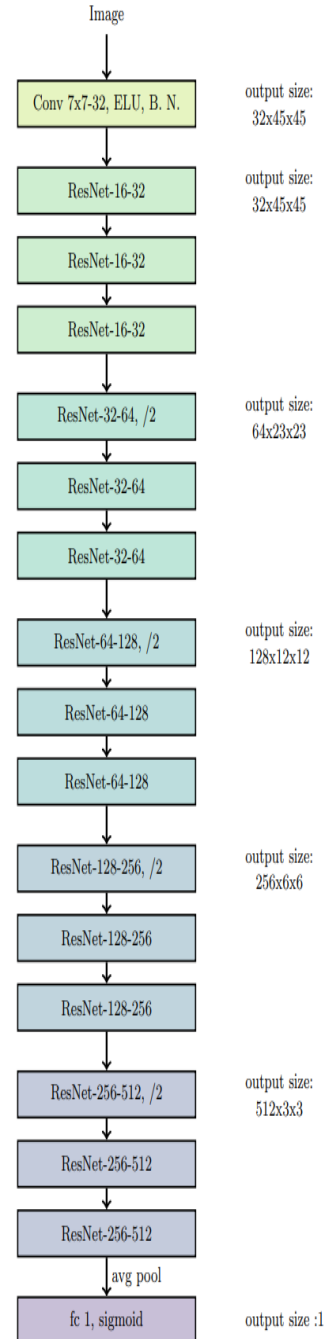 Image
Conv 7x7-32, ELU, B. N.
output size:
32x45x45
ResNet-16-32
output size:
32x45x45
ResNet-16-32
ResNet-16-32
ResNet-32-64, /2
output size:
64x23x23
ResNet-32-64
ResNet-32-64
ResNet-64-128, /2
output size:
128x12x12
ResNet-64-128
ResNet-64-128
ResNet-128-256, /2
output size:
256x6x6
ResNet-128-256
ResNet-128-256
ResNet-256-512, /2
output size:
512x3x3
ResNet-256-512
ResNet-256-512
avg pool
fc 1, sigmoid
output size :1